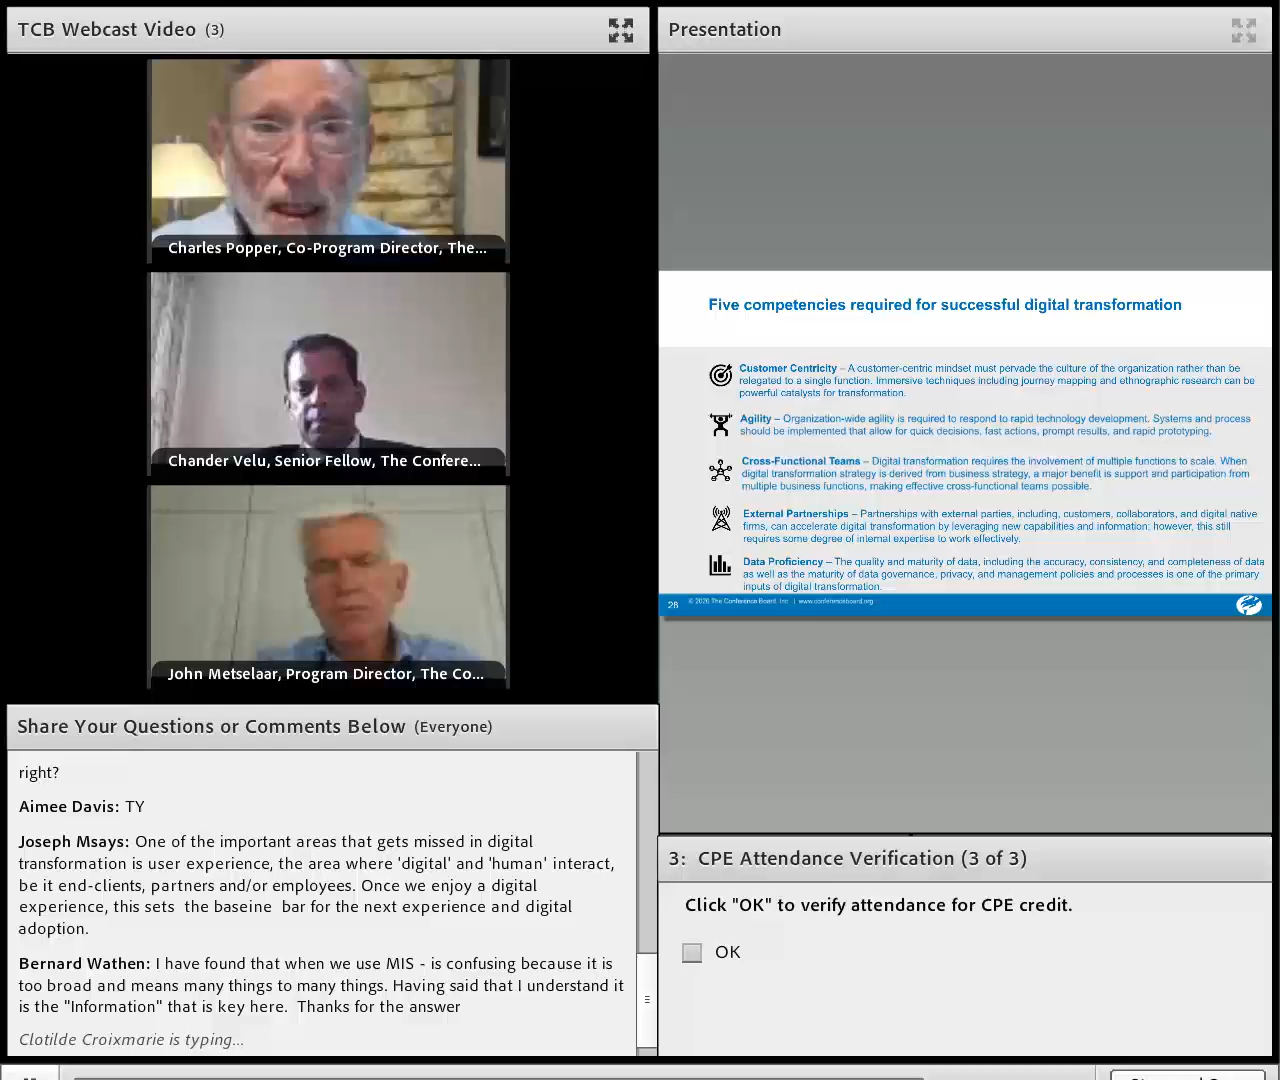 TCB Webcast Video (3)
Charles Popper, Co-Program Director, The...
Chander Velu, Senior Fellow, The Confere...
John Metselaar, Program Director, The Co...
Share Your Questions or Comments Below (Everyone)
right?
Aimee Davis: TY
Joseph Msays: One of the important areas that gets missed in digital
transformation is user experience, the area where 'digital' and 'human' interact,
be it end-clients, partners and/or employees. Once we enjoy a digital
experience, this sets the baseine bar for the next experience and digital
adoption.
Bernard Wathen: I have found that when we use MIS - is confusing because it is
too broad and means many things to many things. Having said that I understand it
is the "Information" that is key here. Thanks for the answer
Clotilde Croixmarie is typing...
Presentation
Five competencies required for successful digital transformation
Customer Centricity – A customer-centric mindset must pervade the culture of the organization rather than be
relegated to a single function. Immersive techniques including journey mapping and ethnographic research can be
powerful catalysts for transformation.
Agility – Organization-wide agility is required to respond to rapid technology development. Systems and process
should be implemented that allow for quick decisions, fast actions, prompt results, and rapid prototyping.
Cross-Functional Teams – Digital transformation requires the involvement of multiple functions to scale. When
digital transformation strategy is derived from business strategy, a major benefit is support and participation from
multiple business functions, making effective cross-functional teams possible.
External Partnerships – Partnerships with external parties, including, customers, collaborators, and digital native
firms, can accelerate digital transformation by leveraging new capabilities and information; however, this still
requires some degree of internal expertise to work effectively.
Data Proficiency – The quality and maturity of data, including the accuracy, consistency, and completeness of data
as well as the maturity of data governance, privacy, and management policies and processes is one of the primary
inputs of digital transformation.
28 © 2020 The Conference Board, Inc. | www.conferenceboard.org
3: CPE Attendance Verification (3 of 3)
Click "OK" to verify attendance for CPE credit.
OK